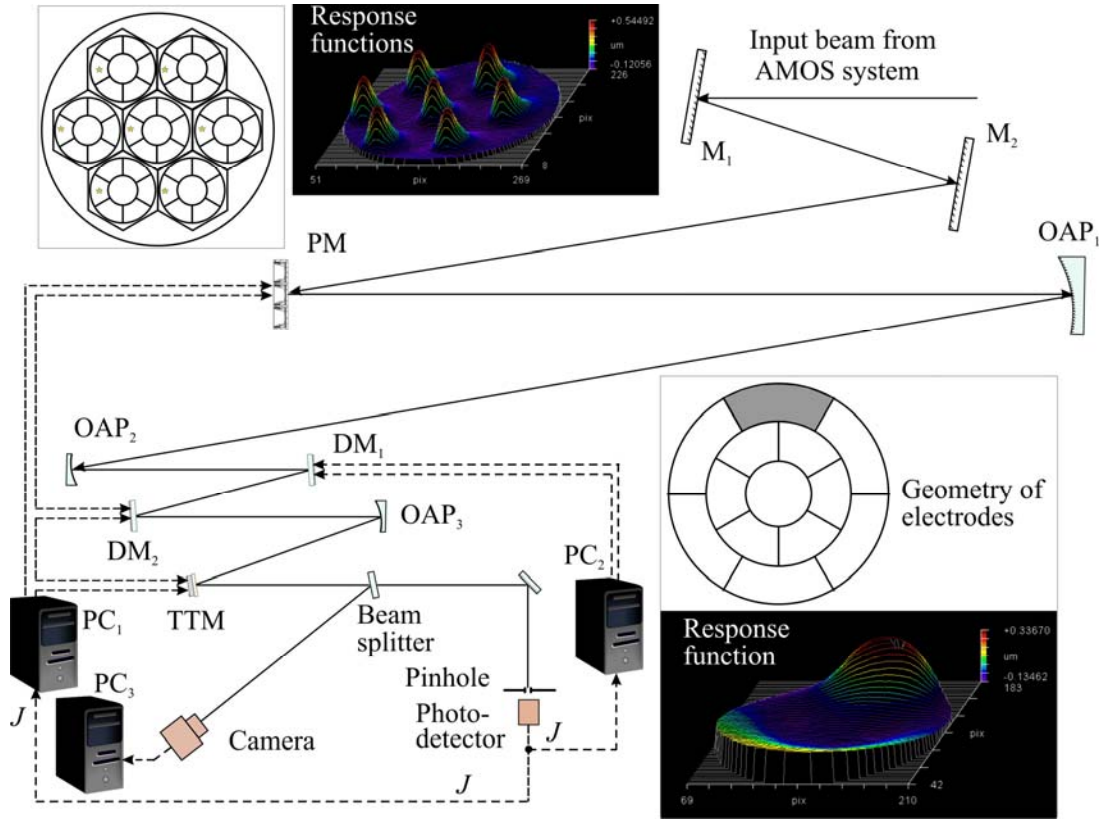 Response
functions
+0.54492
um
-0.12056
226
pix
8
51
pix
269
Input beam from
AMOS system
M1
M2
PM
OAP1
OAP2
DM1
OAP3
DM2
PC2
Geometry of
electrodes
PC1
TTM
Beam
splitter
PC3
Pinhole
Photo-
detector
J
Camera
J
J
Response
function
+0.33670
um
-0.13462
183
pix
42
69
pix
210